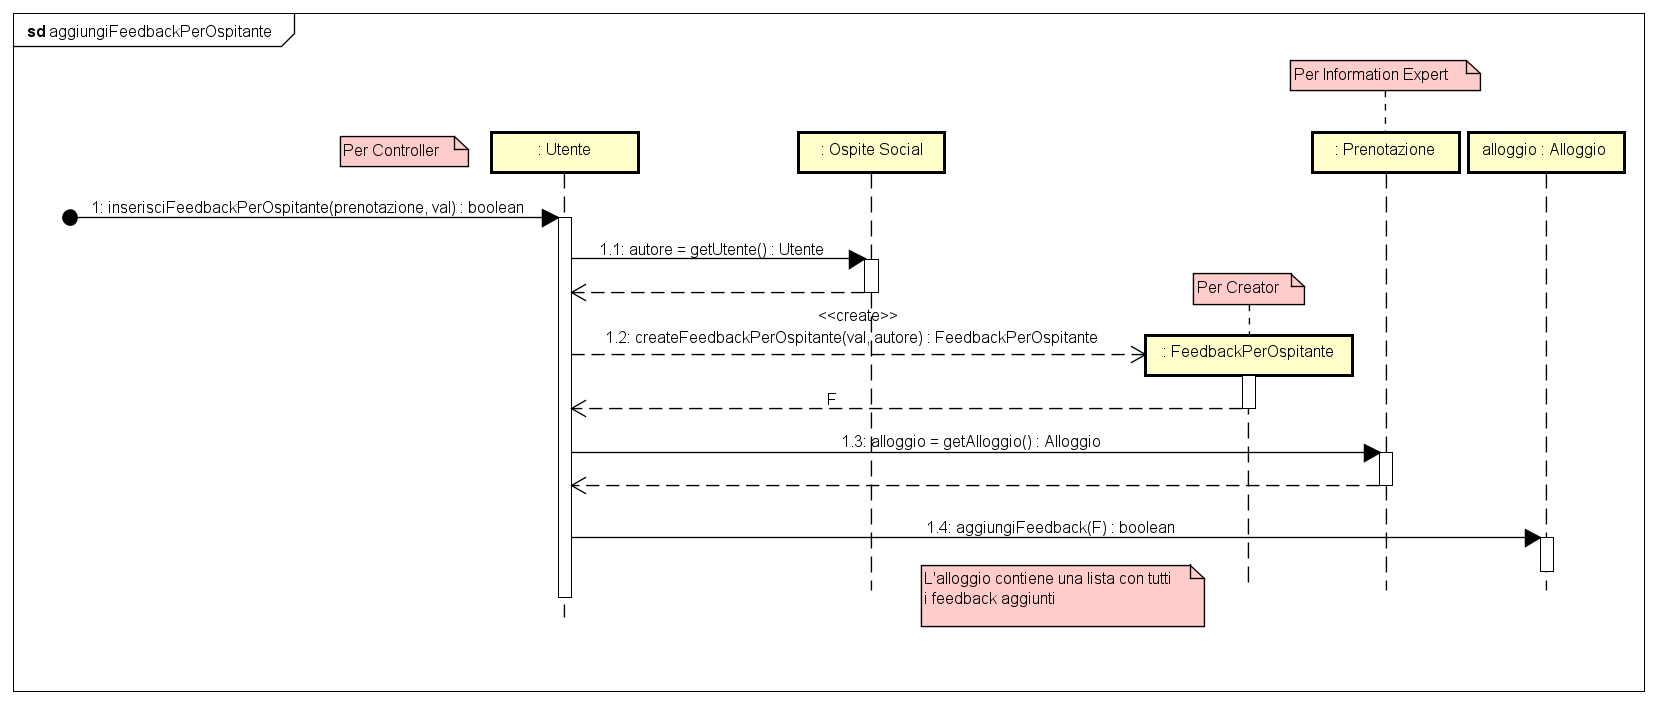 sd aggiungiFeedbackPerOspitante
Per Information Expert
Per Controller
: Utente
: Ospite Social
: Prenotazione
alloggio : Alloggio
1: inserisciFeedbackPerOspitante(prenotazione, val) : boolean
1.1: autore = getUtente() : Utente
Per Creator
<<create>>
1.2: createFeedbackPerOspitante(val, autore) : FeedbackPerOspitante
: FeedbackPerOspitante
F
1.3: alloggio = getAlloggio() : Alloggio
1.4: aggiungiFeedback(F) : boolean
L'alloggio contiene una lista con tutti
i feedback aggiunti